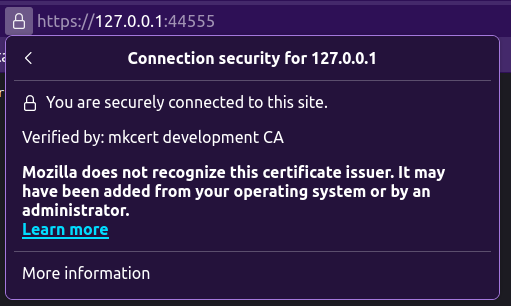 https://127.0.0.1:44555
Connection security for 127.0.0.1
You are securely connected to this site.
Verified by: mkcert development CA
Mozilla does not recognize this certificate issuer. It may
have been added from your operating system or by an
administrator.
Learn more
More information